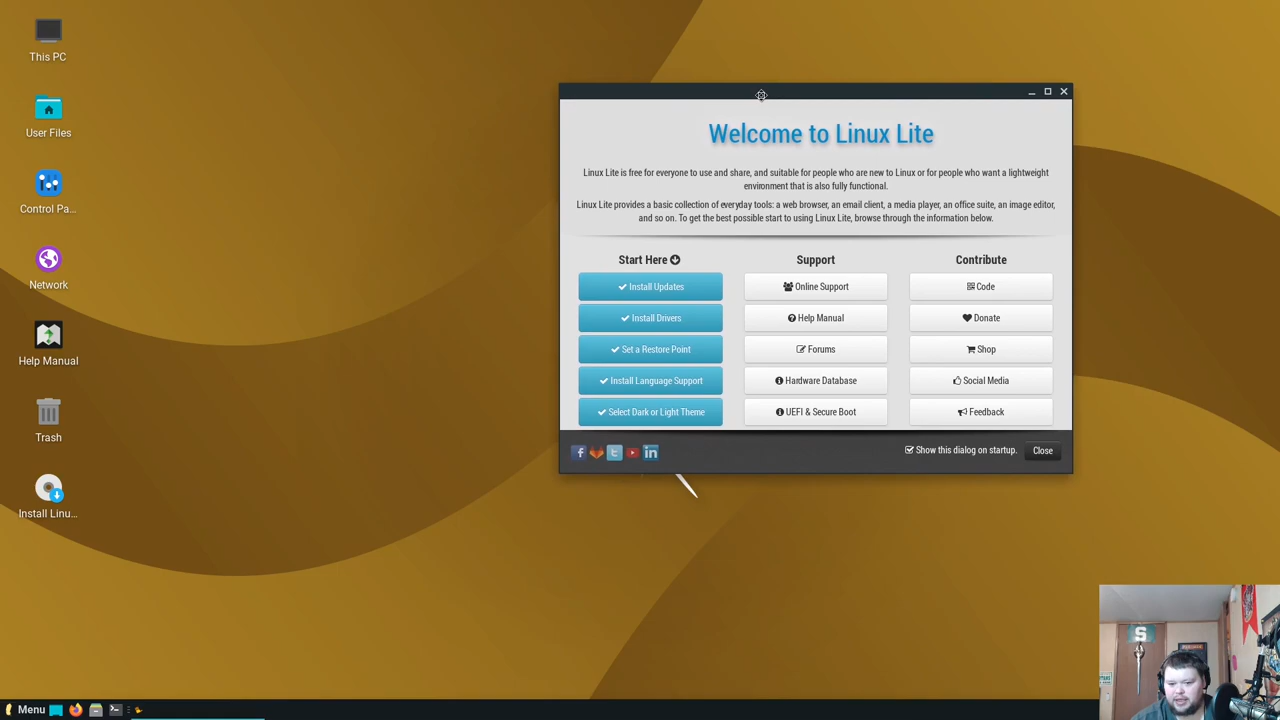 This PC
User Files
Control Pa...
Network
Help Manual
Trash
Install Linu...
Welcome to Linux Lite
Linux Lite is free for everyone to use and share, and suitable for people who are new to Linux or for people who want a lightweight
environment that is also fully functional.
Linux Lite provides a basic collection of everyday tools: a web browser, an email client, a media player, an office suite, an image editor,
and so on. To get the best possible start to using Linux Lite, browse through the information below.
Start Here
Install Updates
Install Drivers
Set a Restore Point
Install Language Support
Select Dark or Light Theme
Support
Online Support
Help Manual
Forums
Hardware Database
UEFI & Secure Boot
Contribute
Code
Donate
Shop
Social Media
Feedback
Show this dialog on startup.
Close
Menu
S